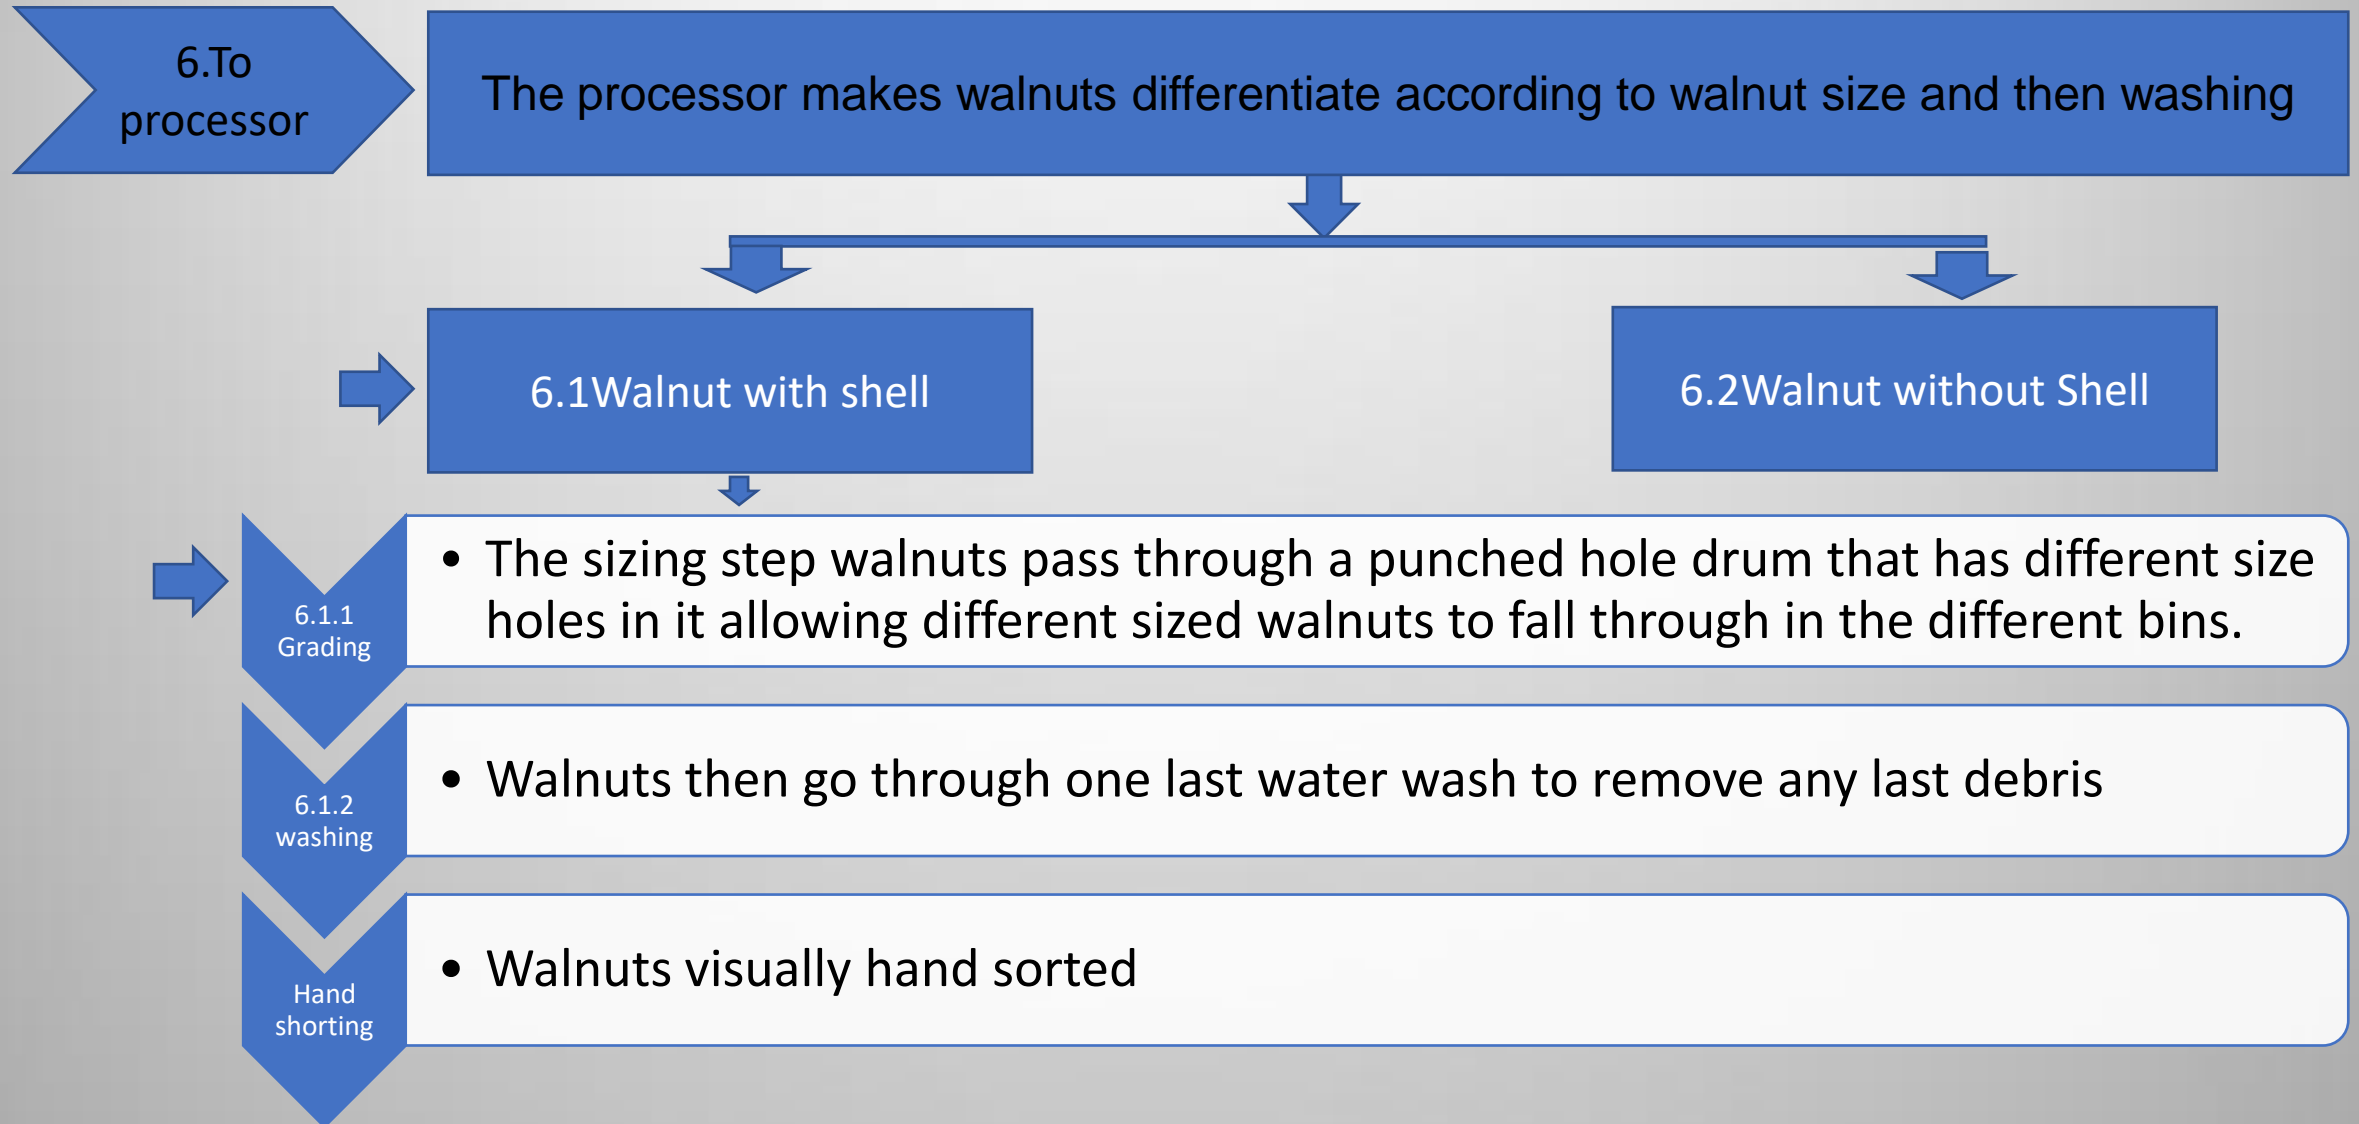 6.To
processor
The processor makes walnuts differentiate according to walnut size and then washing
6.1Walnut with shell
6.2Walnut without Shell
6.1.1
Grading
• The sizing step walnuts pass through a punched hole drum that has different size
holes in it allowing different sized walnuts to fall through in the different bins.
6.1.2
washing
• Walnuts then go through one last water wash to remove any last debris
Hand
shorting
• Walnuts visually hand sorted